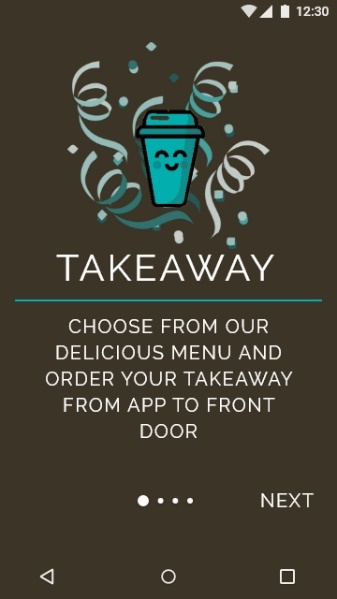 12:30
TAKEAWAY
CHOOSE FROM OUR
DELICIOUS MENU AND
ORDER YOUR TAKEAWAY
FROM APP TO FRONT
DOOR
NEXT